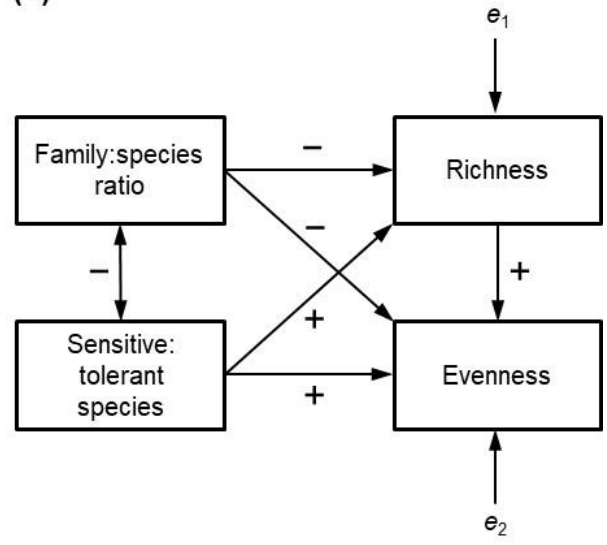 e1
Family:species
ratio
−
Richness
−
−
+
+
Sensitive:
tolerant
species
+
Evenness
e2